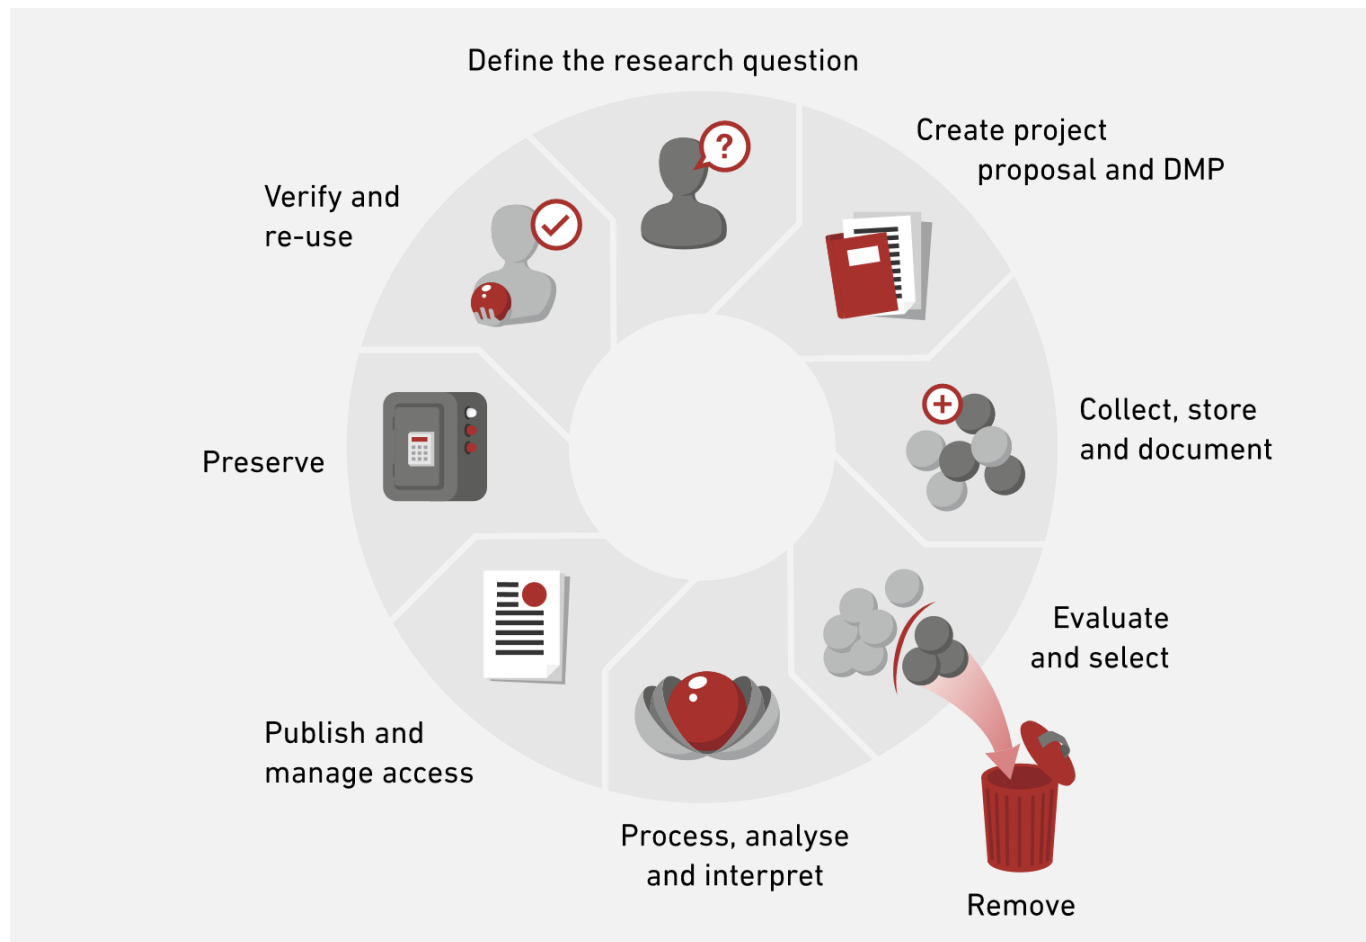 Define the research question
Create project
proposal and DMP
Collect, store
and document
Evaluate
and select
Remove
Process, analyse
and interpret
Publish and
manage access
Preserve
Verify and
re-use
?